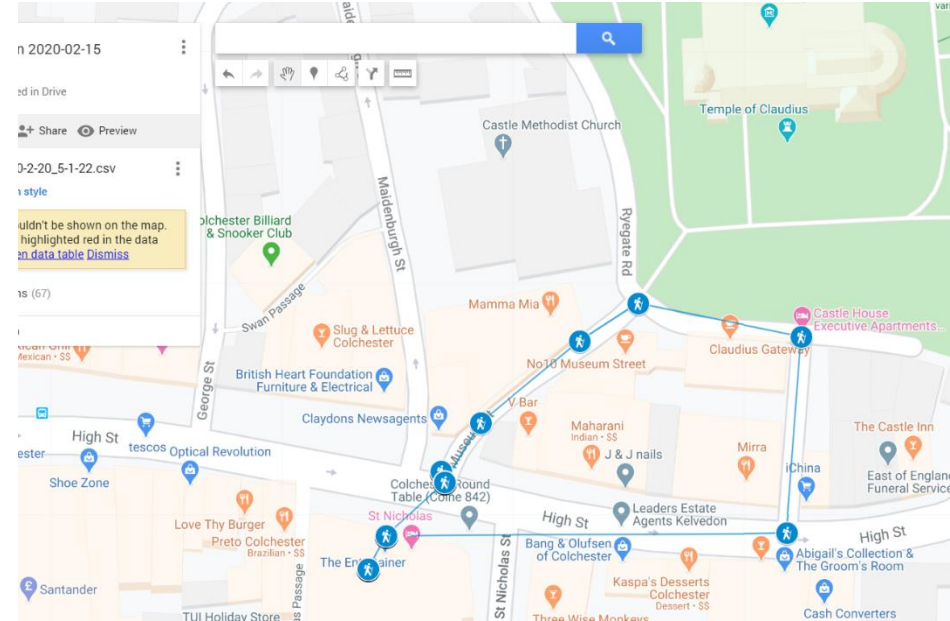 n 2020-02-15
ed in Drive
Share Preview
0-2-20_5-1-22.csv
n style
uldn't be shown on the map.
highlighted red in the data
en data table Dismiss
ns (67)
Mexican • $$
Temple of Claudius
Castle Methodist Church
Maidenburgh St
Ryegate Rd
olchester Billiard
& Snooker Club
Swan Passage
Slug & Lettuce
Colchester
Mamma Mia
Castle House
Executive Apartments...
Claudius Gateway
No10 Museum Street
British Heart Foundation
Furniture & Electrical
George St
Claydons Newsagents
V Bar
Maharani
Indian • $$
J & J nails
Mirra
The Castle Inn
High St
tescos
Optical Revolution
ester
Shoe Zone
Colchester Round
Table (Colne 842)
iChina
East of Englan
Funeral Service
Leaders Estate
Agents Kelvedon
St Nicholas
High St
High St
Love Thy Burger
Preto Colchester
Brazilian • $$
The Entertainer
Bang & Olufsen
of Colchester
Abigail's Collection &
The Groom's Room
St Nicholas St
Kaspa's Desserts
Colchester
Dessert • $$
Santander
us Passage
Cash Converters
TUI Holiday Store
Three Wise Monkeys